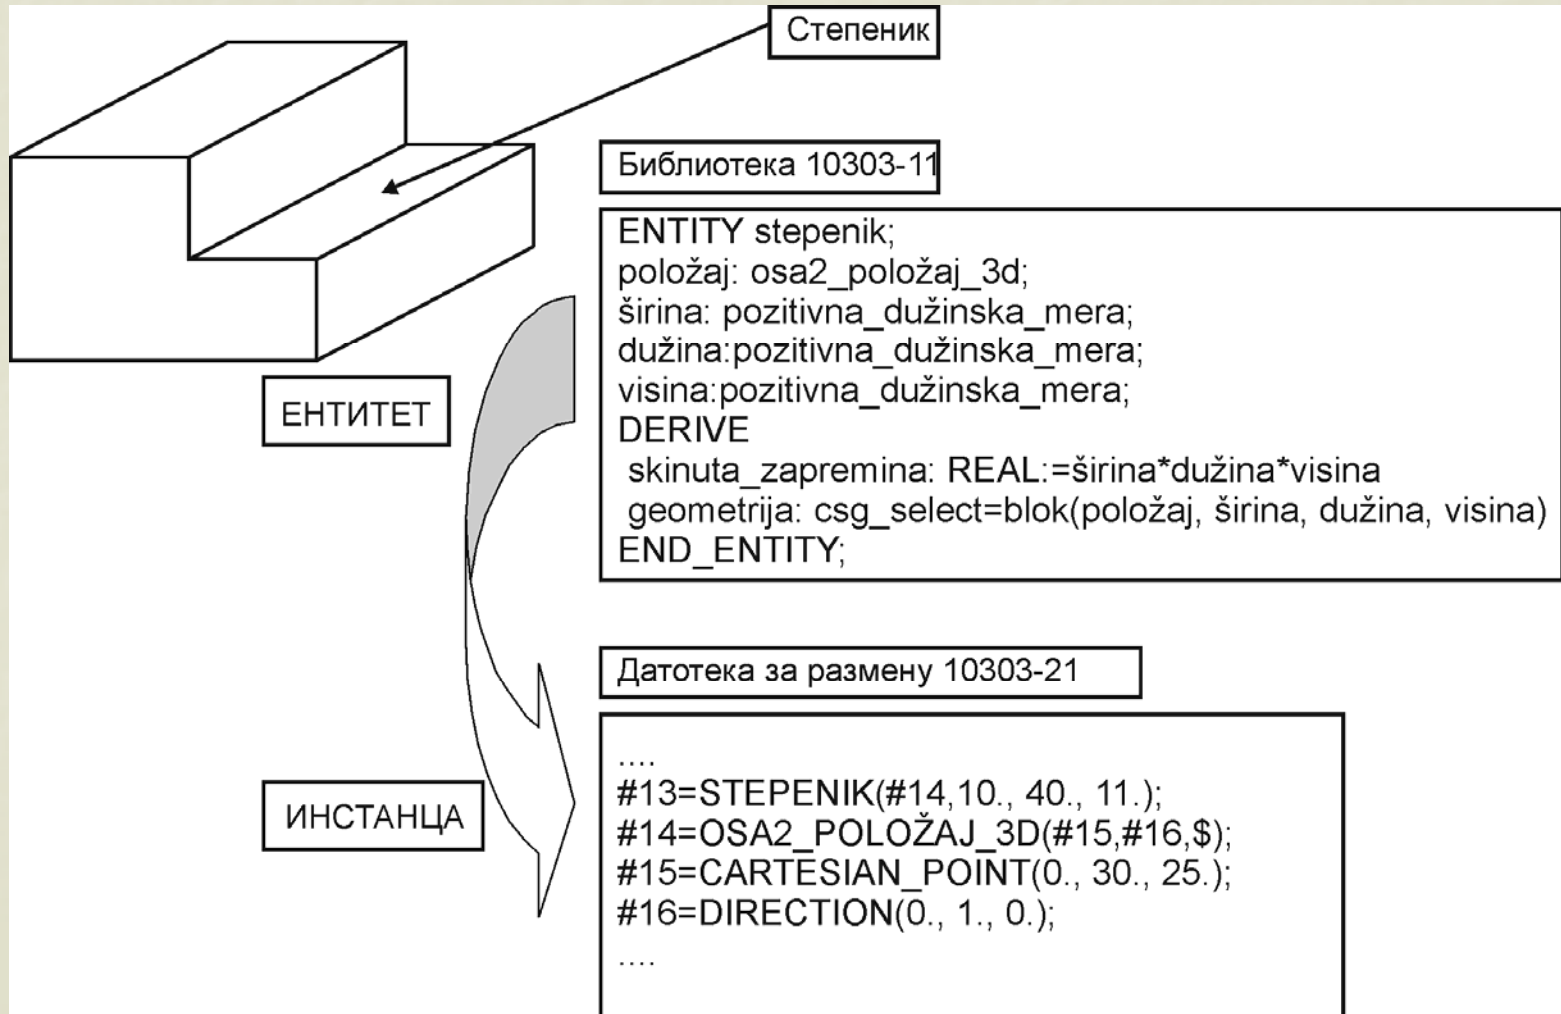 Степеник
Библиотека 10303-11
ENTITY stepenik;
položaj: osa2_položaj_3d;
širina: pozitivna_dužinska_mera;
dužina:pozitivna_dužinska_mera;
visina:pozitivna_dužinska_mera;
DERIVE
skinuta_zapremina: REAL:=širina*dužina*visina
geometrija: csg_select=blok(položaj, širina, dužina, visina)
END_ENTITY;
ЕНТИТЕТ
Датотека за размену 10303-21
....
#13=STEPENIK(#14,10., 40., 11.);
#14=OSA2_POLOŽAJ_3D(#15,#16,$);
#15=CARTESIAN_POINT(0., 30., 25.);
#16=DIRECTION(0., 1., 0.);
....
ИНСТАНЦА